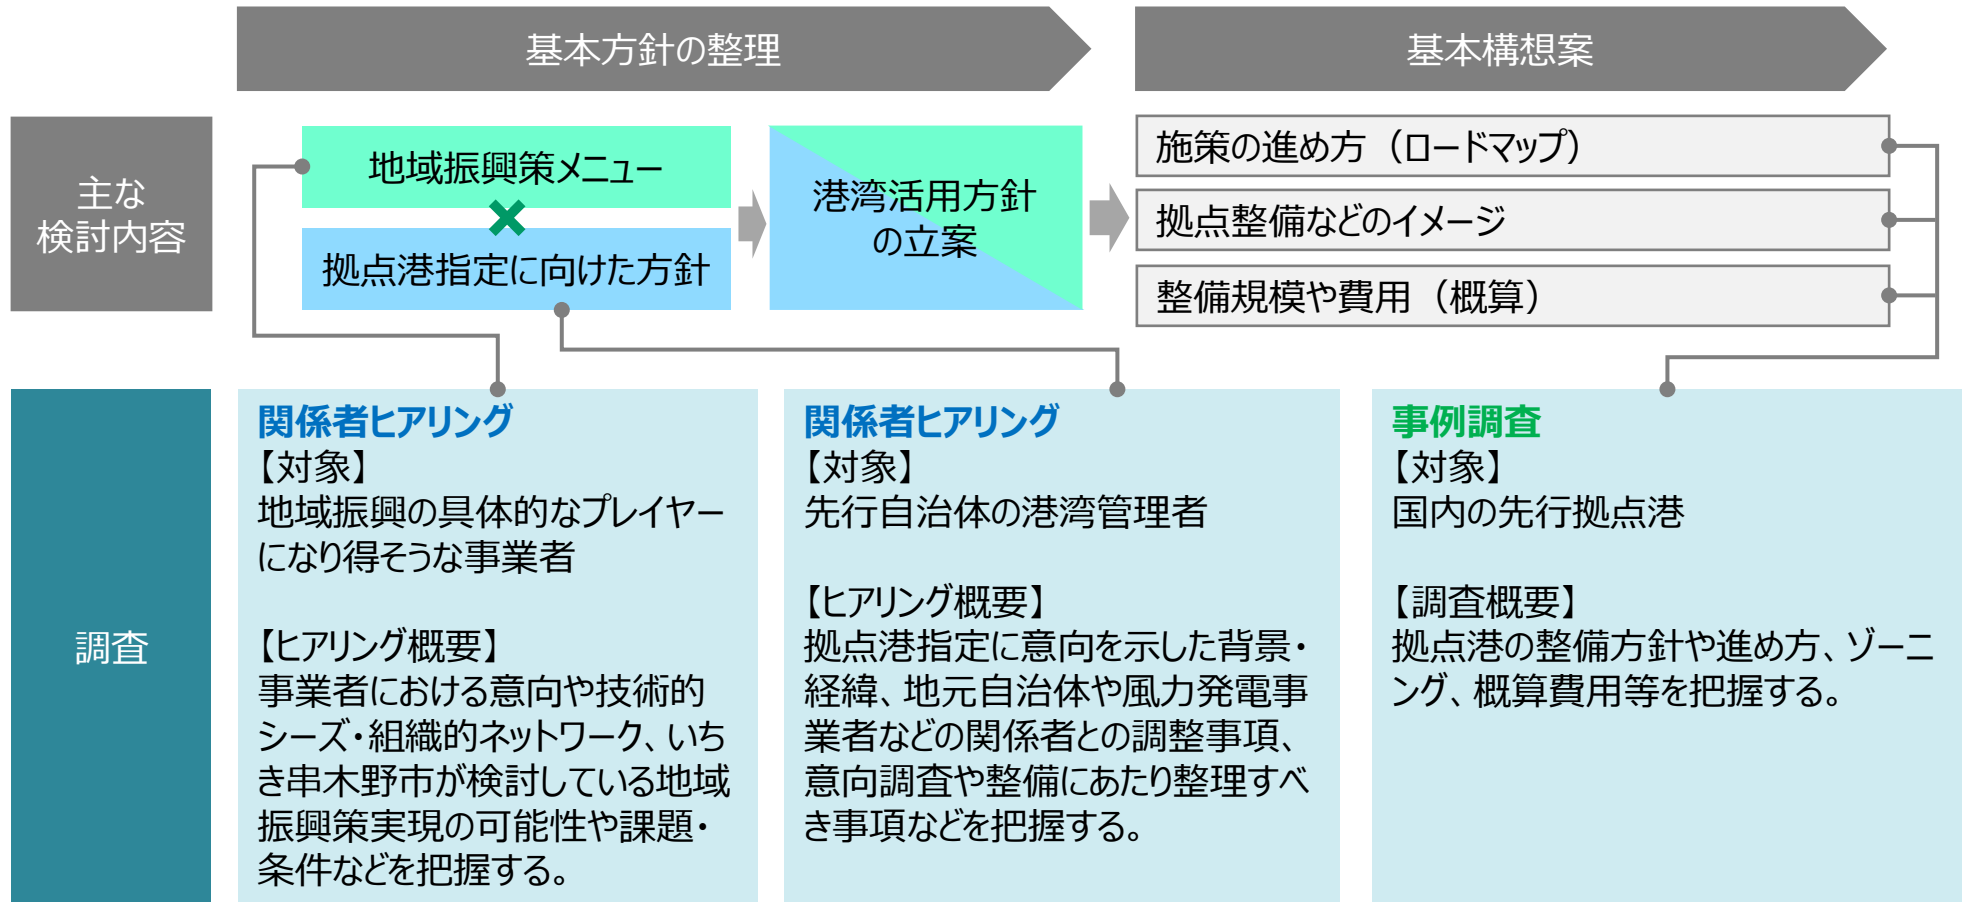 基本方針の整理
基本構想案
主な
検討内容
地域振興策メニュー
拠点港指定に向けた方針
港湾活用方針
の立案
施策の進め方（ロードマップ）
拠点整備などのイメージ
整備規模や費用（概算）
調査
関係者ヒアリング
【対象】
地域振興の具体的なプレイヤー
になり得そうな事業者
【ヒアリング概要】
事業者における意向や技術的
シーズ・組織的ネットワーク、いち
き串木野市が検討している地域
振興策実現の可能性や課題・
条件などを把握する。
関係者ヒアリング
【対象】
先行自治体の港湾管理者
【ヒアリング概要】
拠点港指定に意向を示した背景・
経緯、地元自治体や風力発電事
業者などの関係者との調整事項、
意向調査や整備にあたり整理すべ
き事項などを把握する。
事例調査
【対象】
国内の先行拠点港
【調査概要】
拠点港の整備方針や進め方、ゾーニ
ング、概算費用等を把握する。